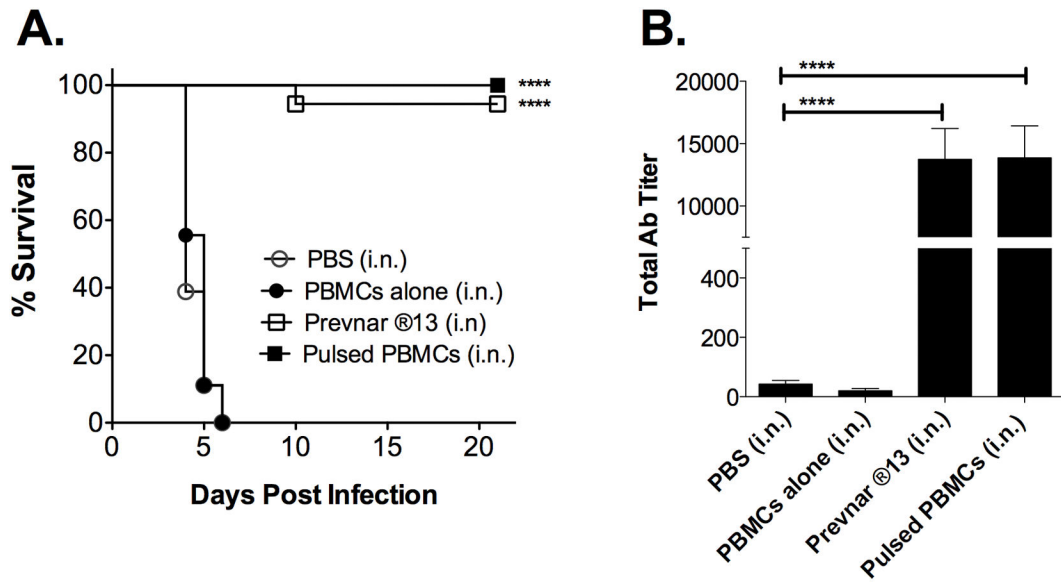 A.
% Survival
100
80
60
40
20
0
0
5
10
15
20
Days Post Infection
****
****
PBS (i.n.)
PBMCs alone (i.n.)
Prevnar ®13 (i.n)
Pulsed PBMCs (i.n.)
B.
Total Ab Titer
20000
15000
10000
400
200
0
****
****
PBS (i.n.)
PBMCs alone (i.n.)
Prevnar ®13 (i.n.)
Pulsed PBMCs (i.n.)